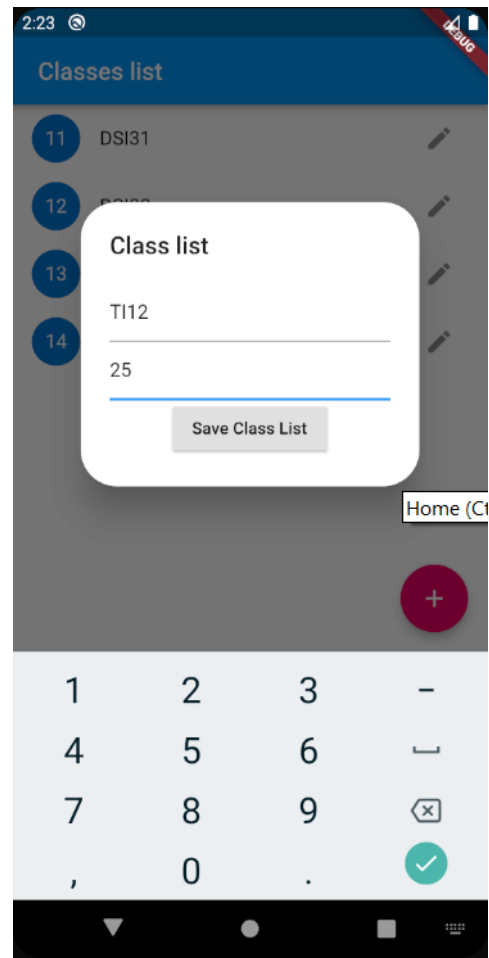 2:23
DEBUG
Classes list
11 DSI31
12
13
14
Class list
TI12
25
Save Class List
Home (Ct
+
1 2 3 –
4 5 6
7 8 9
, 0 .